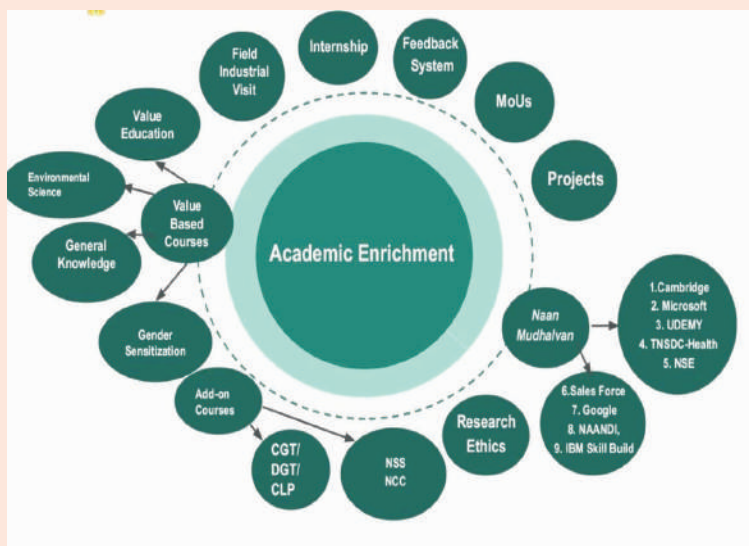 Internship
Feedback
System
Field
Industrial
Visit
MoUs
Value
Education
Projects
Environmental
Science
Value
Based
Courses
General
Knowledge
Academic Enrichment
Gender
Sensitization
Naan
Mudhalvan
1.Cambridge
2. Microsoft
3. UDEMY
4. TNSDC-Health
5. NSE
Add-on
Courses
6.Sales Force
7. Google
8. NAANDI,
9. IBM Skill Build
Research
Ethics
CGT/
DGT/
CLP
NSS
NCC